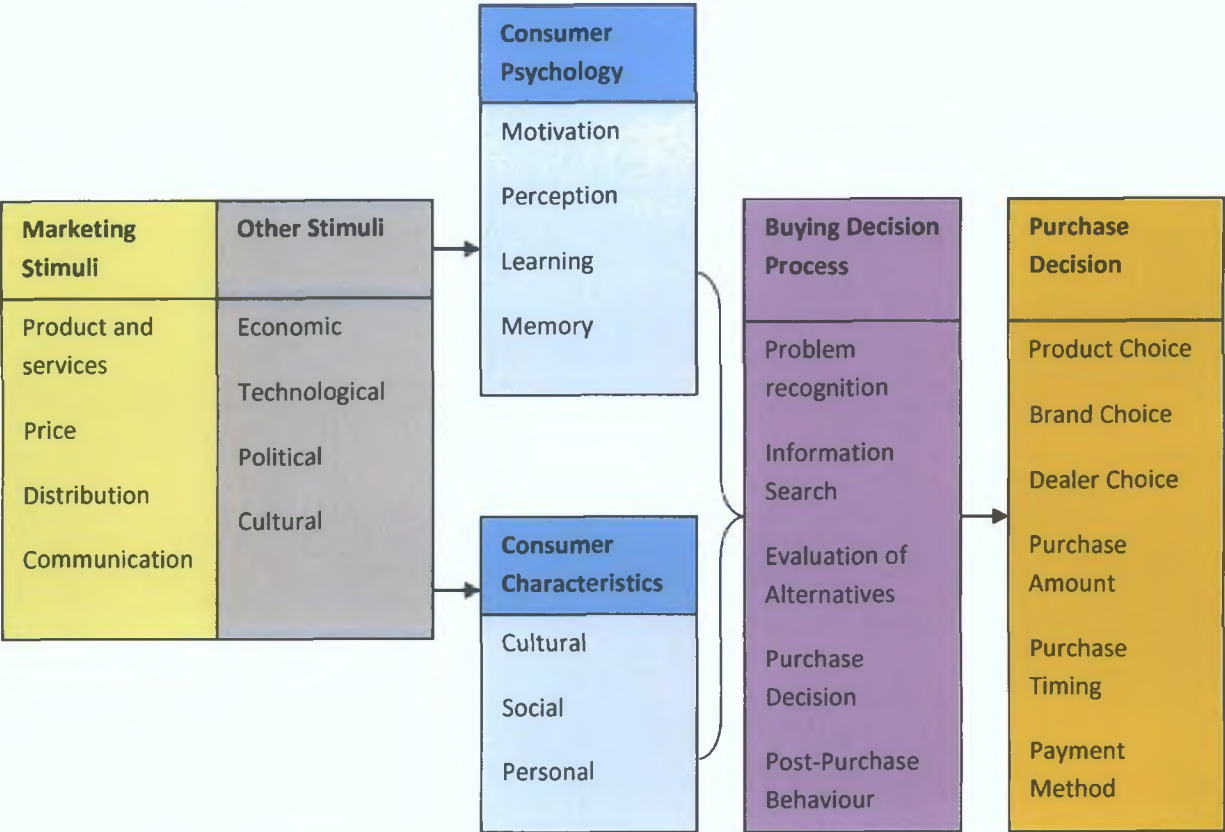 Marketing
Stimuli
Product and
services
Price
Distribution
Communication
Other Stimuli
Economic
Technological
Political
Cultural
Consumer
Psychology
Motivation
Perception
Learning
Memory
Consumer
Characteristics
Cultural
Social
Personal
Buying Decision
Process
Problem
recognition
Information
Search
Evaluation of
Alternatives
Purchase
Decision
Post-Purchase
Behaviour
Purchase
Decision
Product Choice
Brand Choice
Dealer Choice
Purchase
Amount
Purchase
Timing
Payment
Method